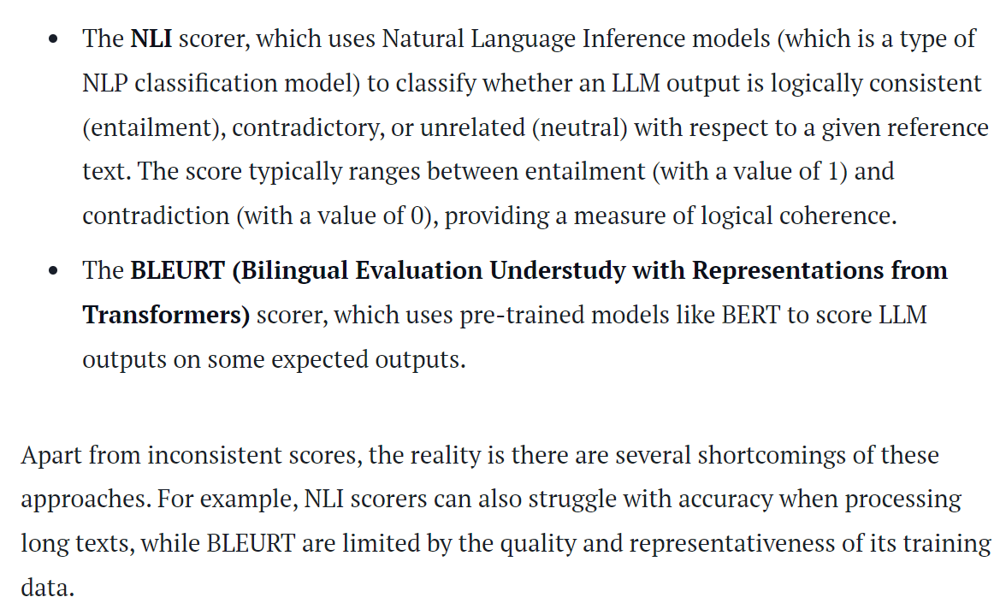 • The NLI scorer, which uses Natural Language Inference models (which is a type of
NLP classification model) to classify whether an LLM output is logically consistent
(entailment), contradictory, or unrelated (neutral) with respect to a given reference
text. The score typically ranges between entailment (with a value of 1) and
contradiction (with a value of 0), providing a measure of logical coherence.
• The BLEURT (Bilingual Evaluation Understudy with Representations from
Transformers) scorer, which uses pre-trained models like BERT to score LLM
outputs on some expected outputs.
Apart from inconsistent scores, the reality is there are several shortcomings of these
approaches. For example, NLI scorers can also struggle with accuracy when processing
long texts, while BLEURT are limited by the quality and representativeness of its training
data.